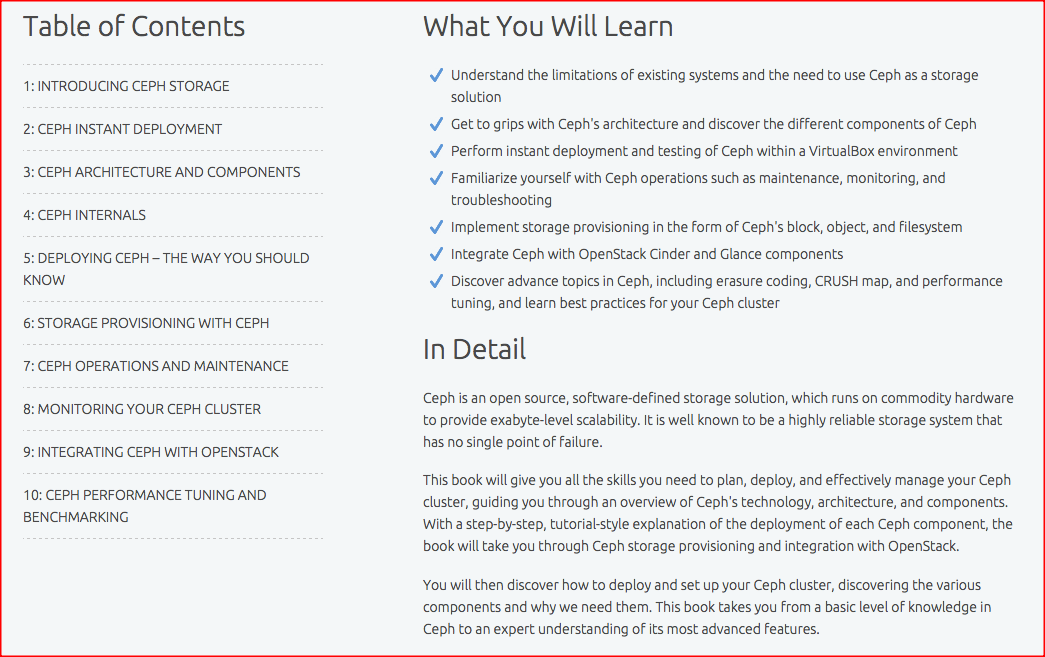 Table of Contents
1: INTRODUCING CEPH STORAGE
2: CEPH INSTANT DEPLOYMENT
3: CEPH ARCHITECTURE AND COMPONENTS
4: CEPH INTERNALS
5: DEPLOYING CEPH – THE WAY YOU SHOULD
KNOW
6: STORAGE PROVISIONING WITH CEPH
7: CEPH OPERATIONS AND MAINTENANCE
8: MONITORING YOUR CEPH CLUSTER
9: INTEGRATING CEPH WITH OPENSTACK
10: CEPH PERFORMANCE TUNING AND
BENCHMARKING
What You Will Learn
Understand the limitations of existing systems and the need to use Ceph as a storage
solution
Get to grips with Ceph's architecture and discover the different components of Ceph
Perform instant deployment and testing of Ceph within a VirtualBox environment
Familiarize yourself with Ceph operations such as maintenance, monitoring, and
troubleshooting
Implement storage provisioning in the form of Ceph's block, object, and filesystem
Integrate Ceph with OpenStack Cinder and Glance components
Discover advance topics in Ceph, including erasure coding, CRUSH map, and performance
tuning, and learn best practices for your Ceph cluster
In Detail
Ceph is an open source, software-defined storage solution, which runs on commodity hardware
to provide exabyte-level scalability. It is well known to be a highly reliable storage system that
has no single point of failure.
This book will give you all the skills you need to plan, deploy, and effectively manage your Ceph
cluster, guiding you through an overview of Ceph's technology, architecture, and components.
With a step-by-step, tutorial-style explanation of the deployment of each Ceph component, the
book will take you through Ceph storage provisioning and integration with OpenStack.
You will then discover how to deploy and set up your Ceph cluster, discovering the various
components and why we need them. This book takes you from a basic level of knowledge in
Ceph to an expert understanding of its most advanced features.